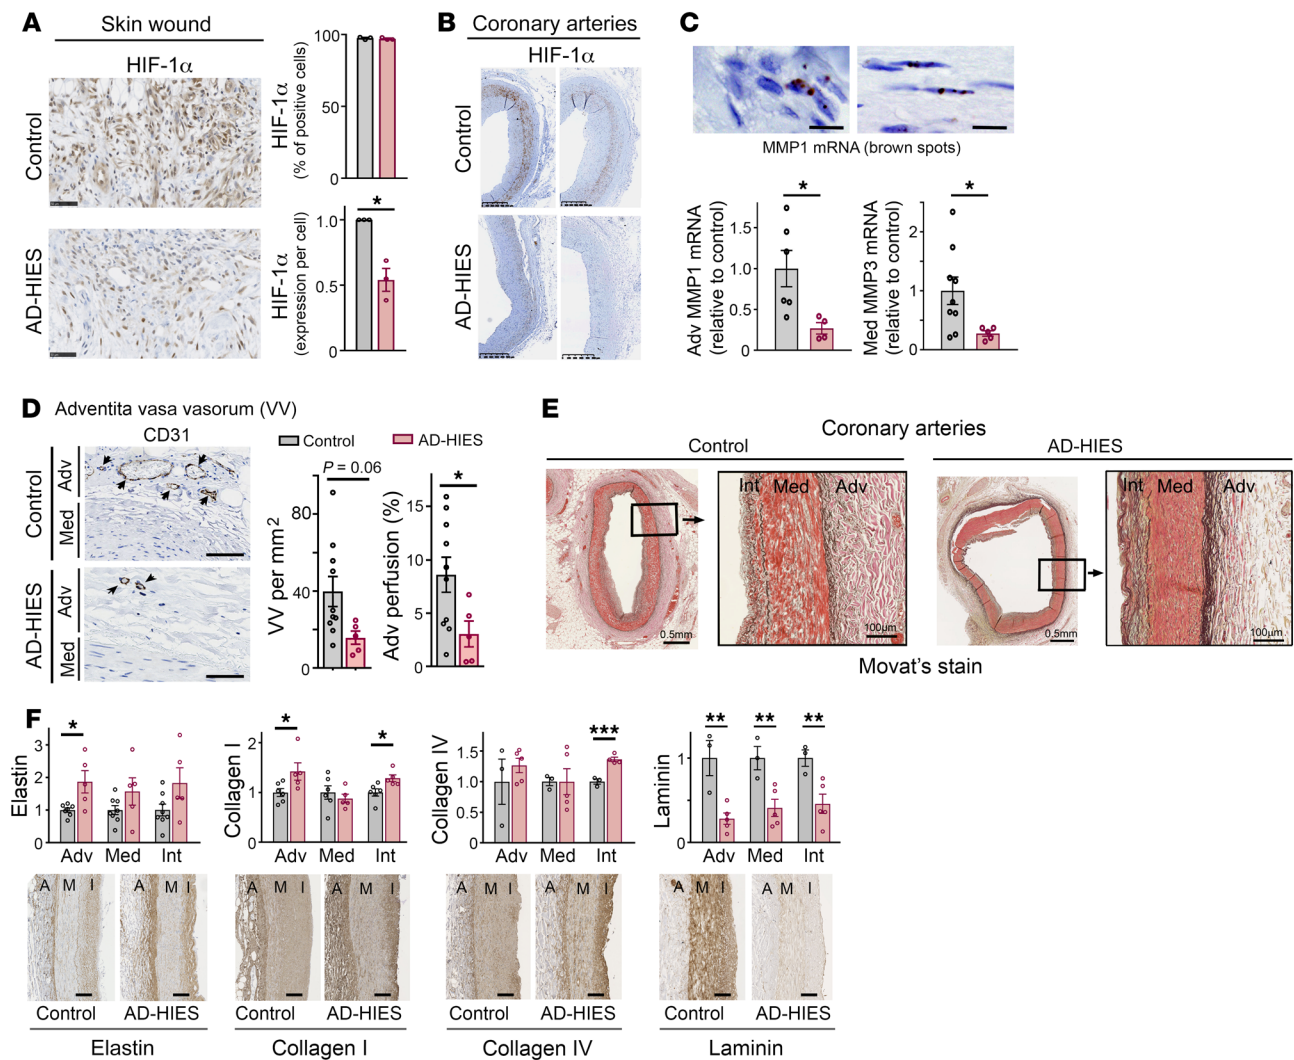 A
Skin wound
HIF-1α
Control
AD-HIES
HIF-1α
(% of positive cells)
100
50
0
HIF-1α
(expression per cell)
*
1.0
0.5
0
B
Coronary arteries
HIF-1α
Control
AD-HIES
C
MMP1 mRNA (brown spots)
Adv MMP1 mRNA
(relative to control)
*
1.5
1.0
0.5
0
Med MMP3 mRNA
(relative to control)
*
2
1
0
D
Adventita vasa vasorum (VV)
CD31
Control
Adv
Med
AD-HIES
Adv
Med
Control
AD-HIES
P = 0.06
VV per mm2
80
40
20
0
*
Adv perfusion (%)
15
10
5
0
E
Coronary arteries
Control
AD-HIES
Int
Med
Adv
0.5mm
100µm
Int
Med
Adv
0.5mm
100µm
Movat's stain
F
Elastin
*
3
2
1
0
Adv
Med
Int
Collagen I
*
*
2
1
0
Adv
Med
Int
Collagen IV
***
1.5
1.0
0.5
0
Adv
Med
Int
Laminin
**
**
**
1
0
Adv
Med
Int
A
M
I
A
M
I
A
M
I
A
M
I
A
M
I
A
M
I
A
M
I
A
M
I
Control
AD-HIES
Control
AD-HIES
Control
AD-HIES
Control
AD-HIES
Elastin
Collagen I
Collagen IV
Laminin